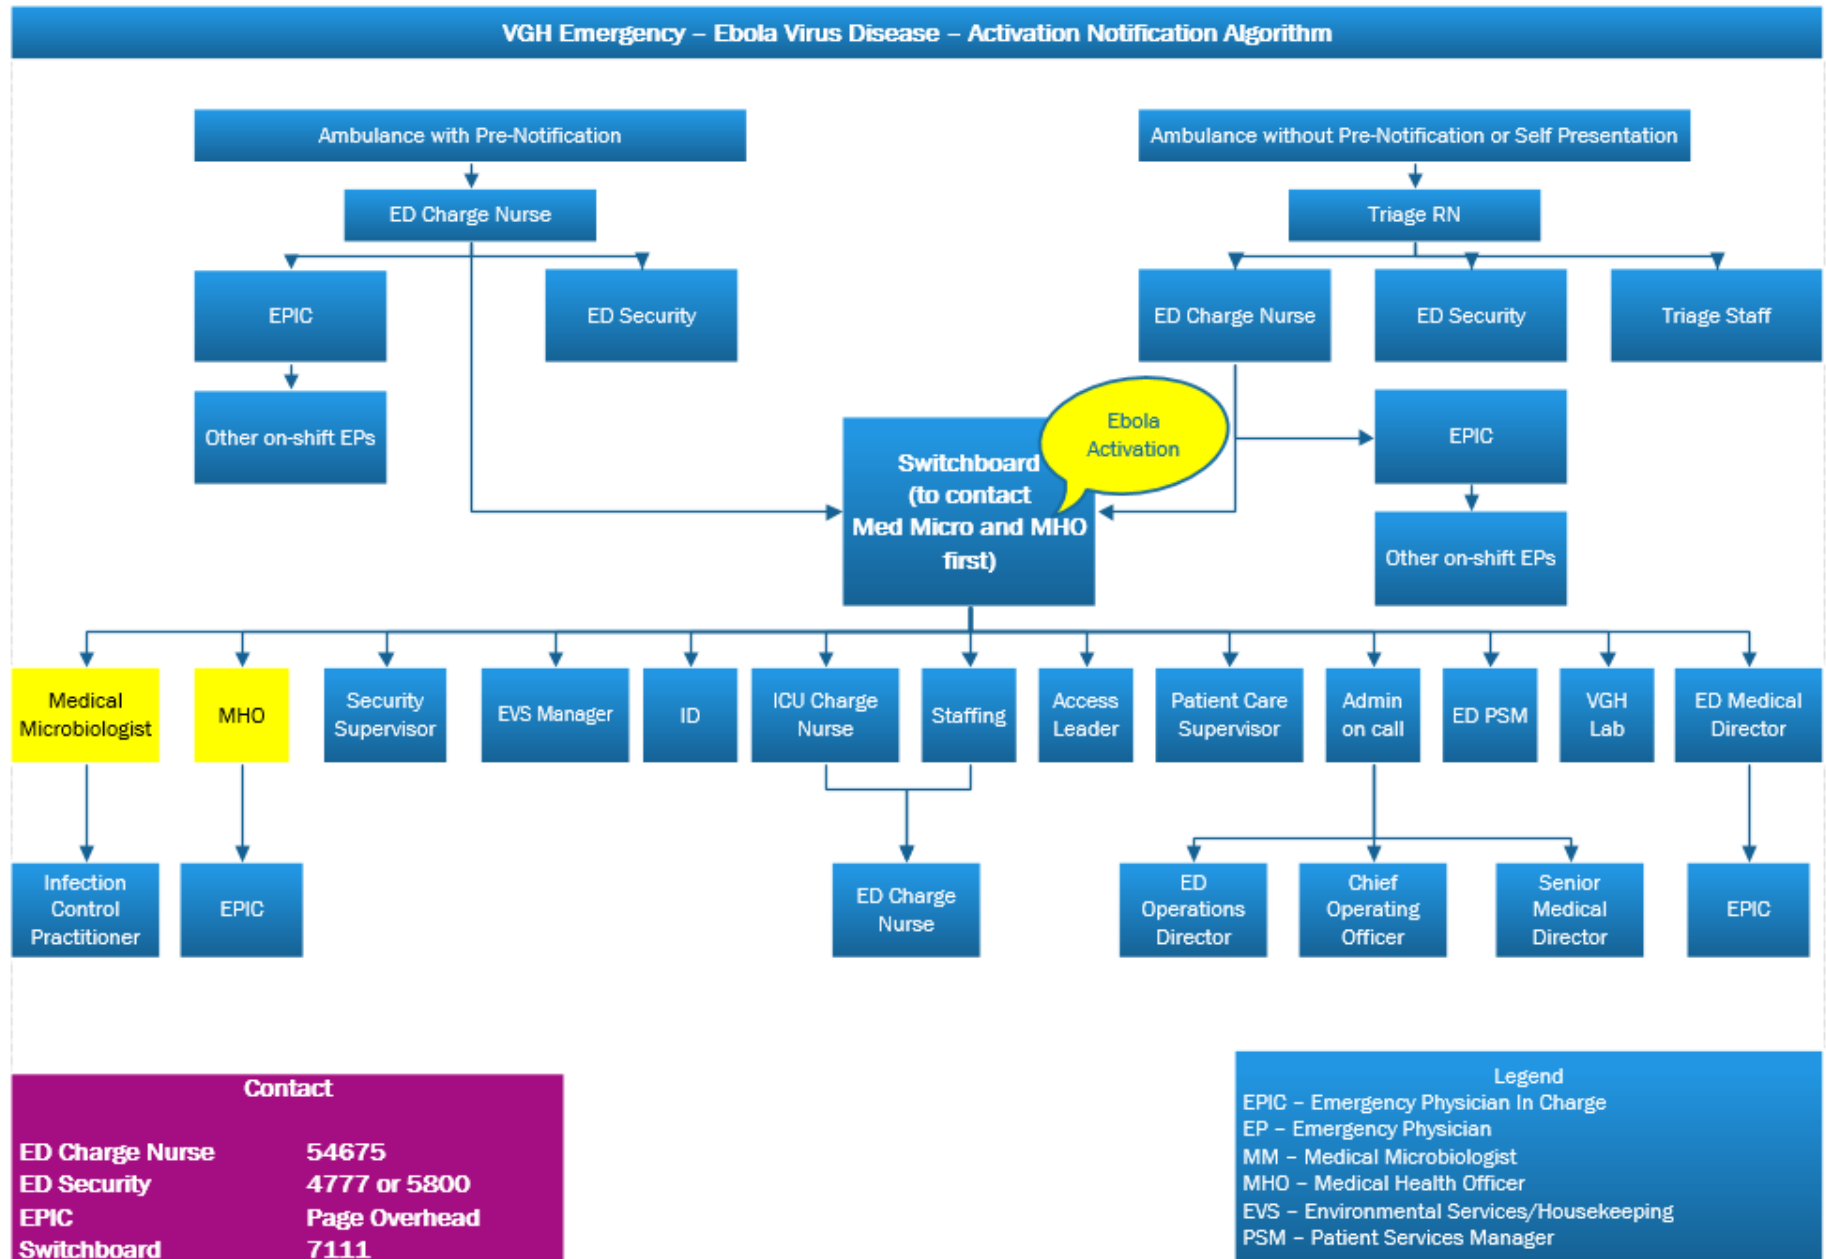 VGH Emergency – Ebola Virus Disease – Activation Notification Algorithm
Ambulance with Pre-Notification
Ambulance without Pre-Notification or Self Presentation
ED Charge Nurse
Triage RN
EPIC
ED Security
ED Charge Nurse
ED Security
Triage Staff
Other on-shift EPs
Ebola
Activation
EPIC
Switchboard
(to contact
Med Micro and MHO
first)
Other on-shift EPs
Medical
Microbiologist
MHO
Security
Supervisor
EVS Manager
ID
ICU Charge
Nurse
Staffing
Access
Leader
Patient Care
Supervisor
Admin
on call
ED PSM
VGH
Lab
ED Medical
Director
Infection
Control
Practitioner
EPIC
ED Charge
Nurse
ED
Operations
Director
Chief
Operating
Officer
Senior
Medical
Director
EPIC
Contact
ED Charge Nurse 54675
ED Security 4777 or 5800
EPIC Page Overhead
Switchboard 7111
Legend
EPIC – Emergency Physician In Charge
EP – Emergency Physician
MM – Medical Microbiologist
MHO – Medical Health Officer
EVS – Environmental Services/Housekeeping
PSM – Patient Services Manager